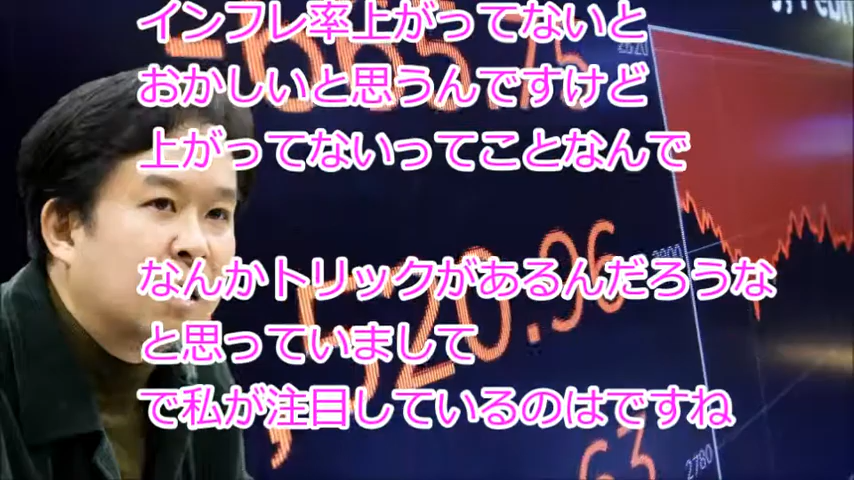 インフレ率上がってないと
おかしいと思うんですけど
上がってないってことなんで
なんかトリックがあるんだろうな
と思っていまして
で私が注目しているのはですね
2820
2800
2780